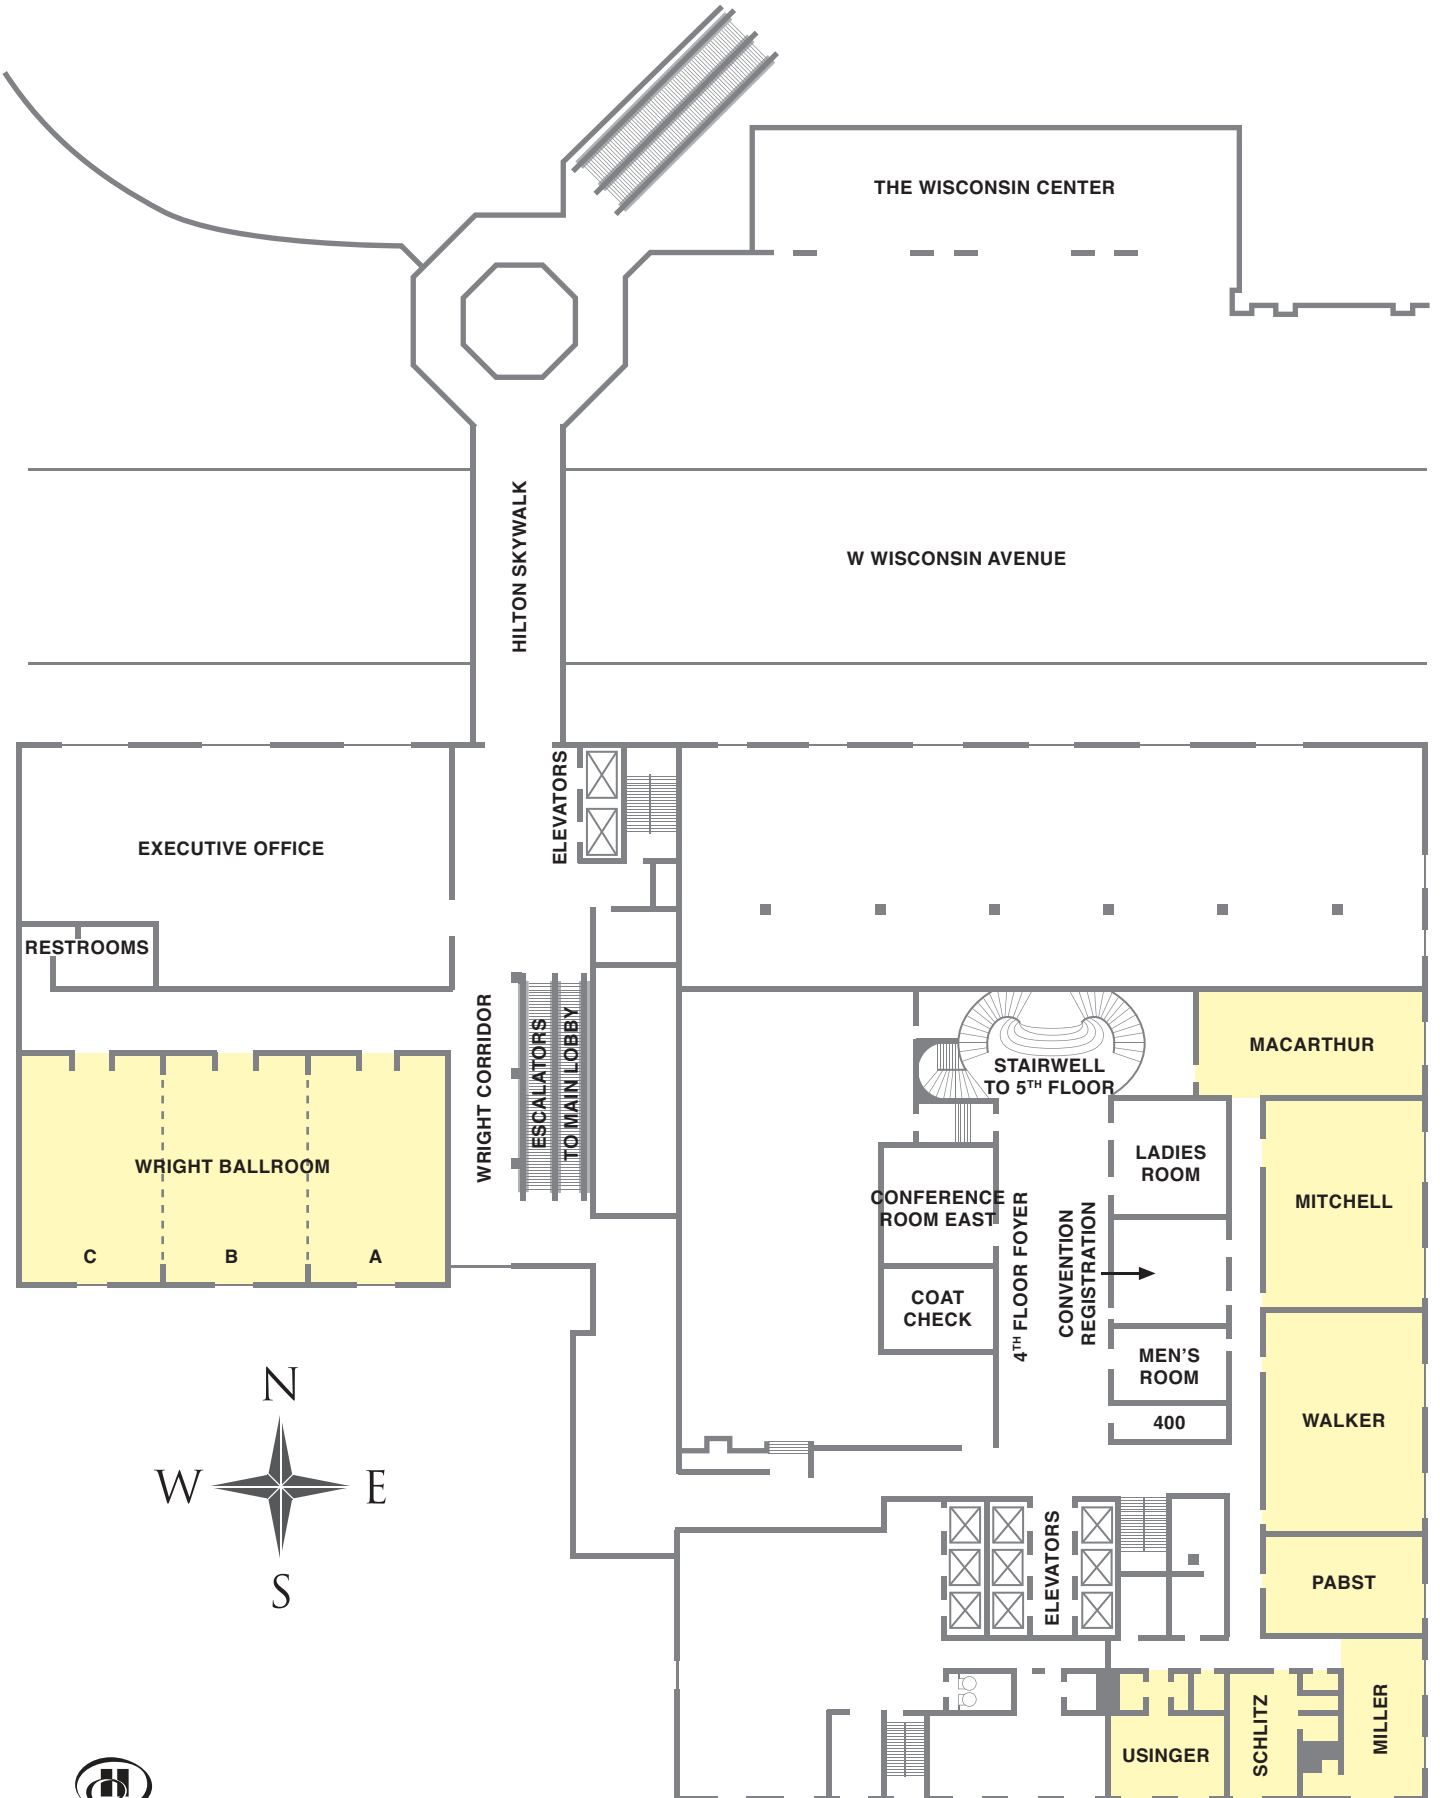 THE WISCONSIN CENTER
HILTON SKYWALK
W WISCONSIN AVENUE
ELEVATORS
EXECUTIVE OFFICE
RESTROOMS
WRIGHT CORRIDOR
ESCALATORS
TO MAIN LOBBY
STAIRWELL
TO 5TH FLOOR
MACARTHUR
WRIGHT BALLROOM
C
B
A
LADIES
ROOM
CONFERENCE
ROOM EAST
MITCHELL
4TH FLOOR FOYER
CONVENTION
REGISTRATION
COAT
CHECK
MEN'S
ROOM
400
WALKER
N
W
E
S
ELEVATORS
PABST
USINGER
SCHLITZ
MILLER
H